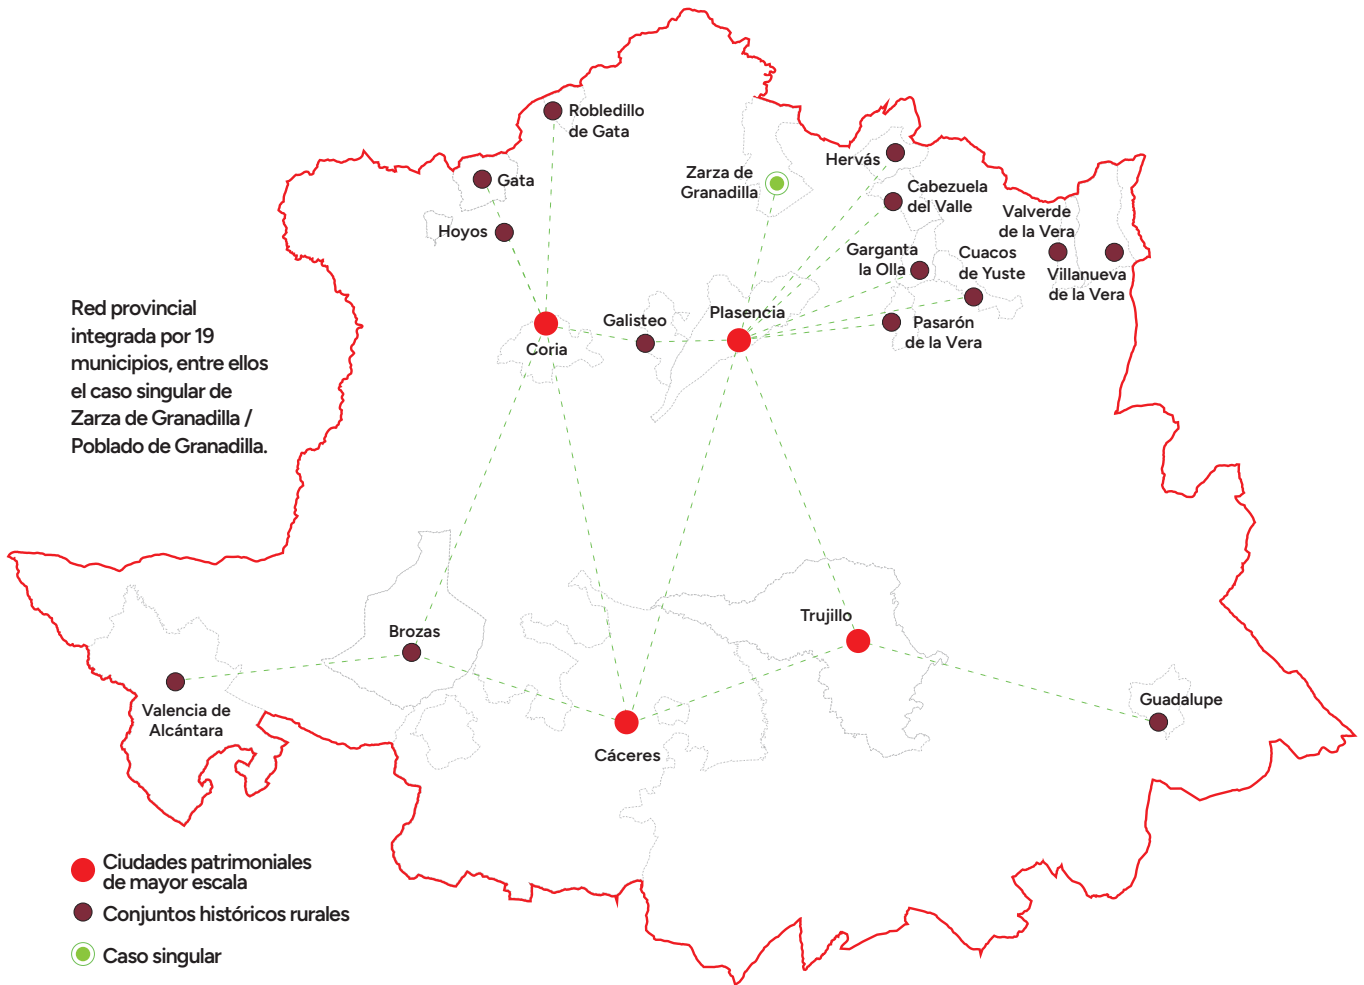 Robledillo
de Gata
Gata
Hoyos
Zarza de
Granadilla
Hervás
Cabezuela
del Valle
Valverde
de la Vera
Garganta
la Olla
Cuacos
de Yuste
Villanueva
de la Vera
Pasarón
de la Vera
Plasencia
Galisteo
Coria
Red provincial
integrada por 19
municipios, entre ellos
el caso singular de
Zarza de Granadilla /
Poblado de Granadilla.
Brozas
Trujillo
Valencia de
Alcántara
Guadalupe
Cáceres
Ciudades patrimoniales
de mayor escala
Conjuntos históricos rurales
Caso singular